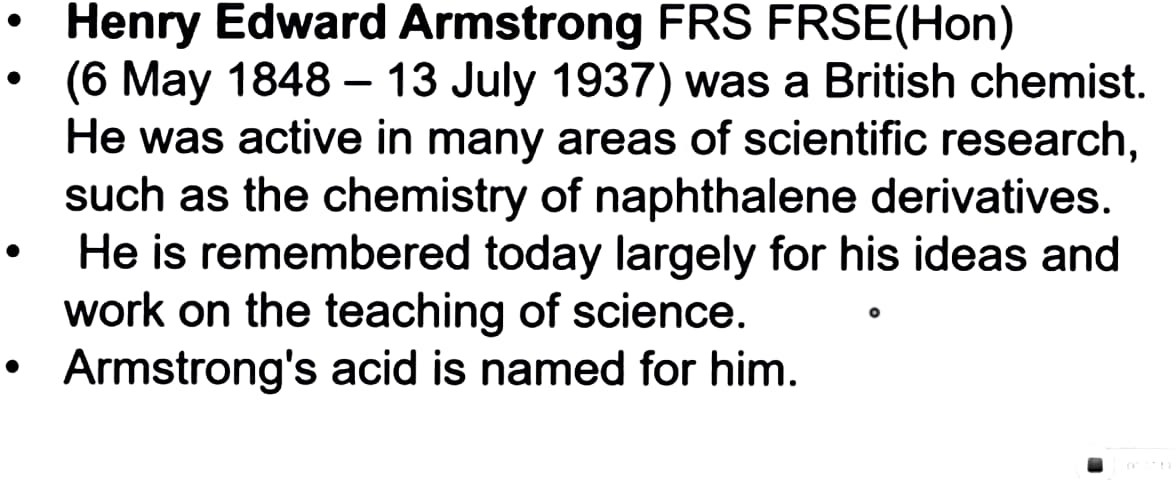 • Henry Edward Armstrong FRS FRSE(Hon)
• (6 May 1848 – 13 July 1937) was a British chemist.
He was active in many areas of scientific research,
such as the chemistry of naphthalene derivatives.
• He is remembered today largely for his ideas and
work on the teaching of science.
• Armstrong's acid is named for him.